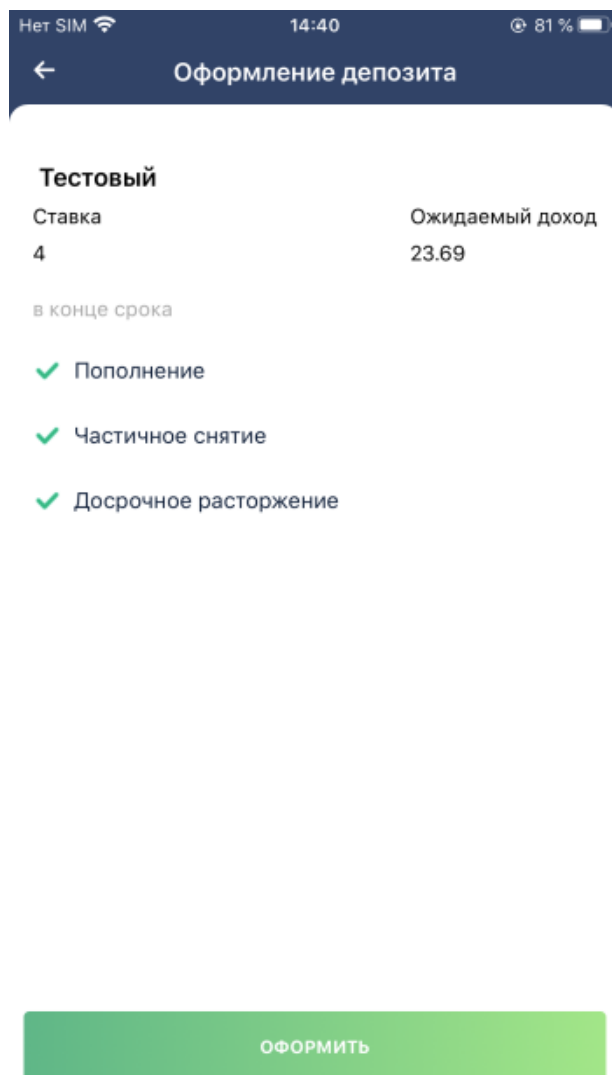 Нет SIM 14:40 81 %
Оформление депозита
Тестовый
Ставка Ожидаемый доход
4 23.69
в конце срока
Пополнение
Частичное снятие
Досрочное расторжение
ОФОРМИТЬ